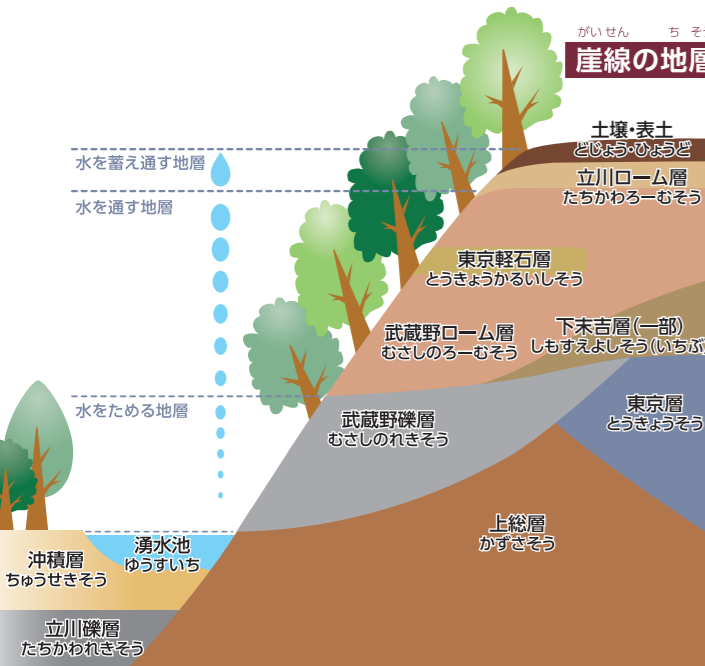 がいせん ち そ
崖線の地層
土壌・表土
どじょう・ひょうど
水を蓄え通す地層
立川ローム層
たちかわろーむそう
水を通す地層
東京軽石層
とうきょうかるいしそう
下末吉層（一部）
しもすえよしそう（いちぶ
武蔵野ローム層
むさしのろーむそう
水をためる地層
東京層
とうきょうそう
武蔵野礫層
むさしのれきそう
上総層
かずさそう
湧水池
ゆうすいち
沖積層
ちゅうせきそう
立川礫層
たちかわれきそう